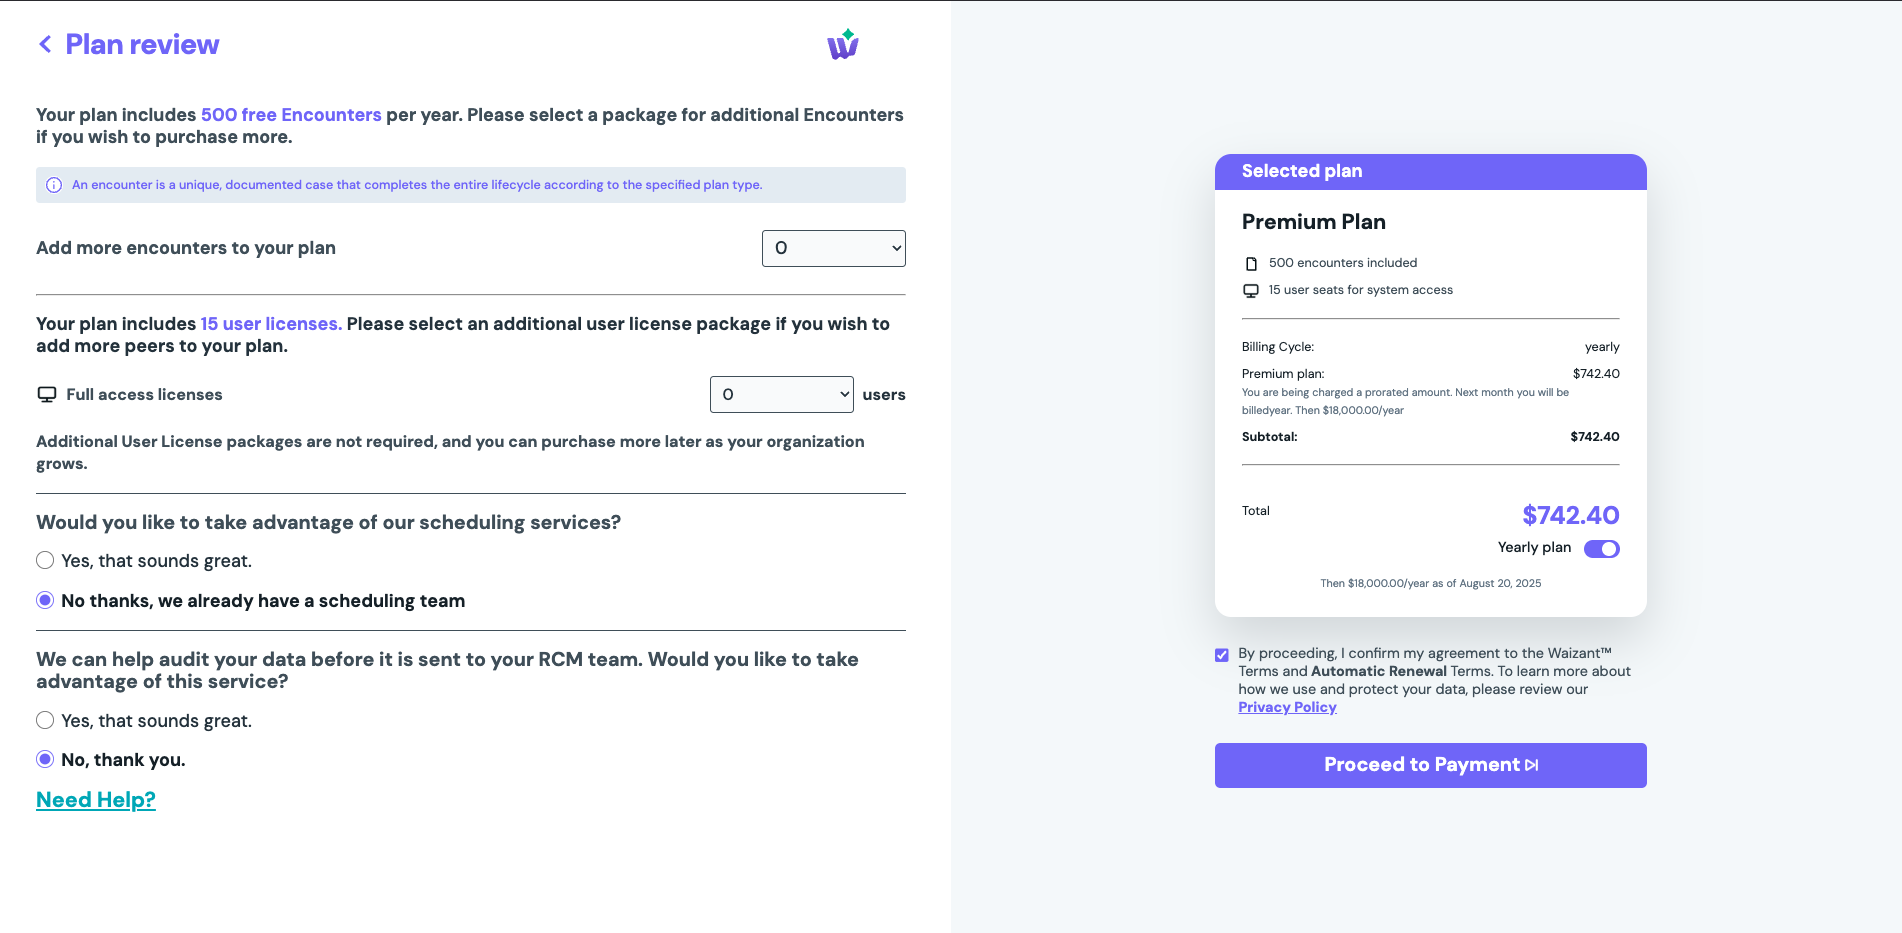 Plan review
Your plan includes 500 free Encounters per year. Please select a package for additional Encounters
if you wish to purchase more.
An encounter is a unique, documented case that completes the entire lifecycle according to the specified plan type.
Add more encounters to your plan
0
Your plan includes 15 user licenses. Please select an additional user license package if you wish to
add more peers to your plan.
Full access licenses
0
users
Additional User License packages are not required, and you can purchase more later as your organization
grows.
Would you like to take advantage of our scheduling services?
Yes, that sounds great.
No thanks, we already have a scheduling team
We can help audit your data before it is sent to your RCM team. Would you like to take
advantage of this service?
Yes, that sounds great.
No, thank you.
Need Help?
Selected plan
Premium Plan
500 encounters included
15 user seats for system access
Billing Cycle: yearly
Premium plan: $742.40
You are being charged a prorated amount. Next month you will be
billedyear. Then $18,000.00/year
Subtotal: $742.40
Total $742.40
Yearly plan
Then $18,000.00/year as of August 20, 2025
By proceeding, I confirm my agreement to the Waizant™
Terms and Automatic Renewal Terms. To learn more about
how we use and protect your data, please review our
Privacy Policy
Proceed to Payment